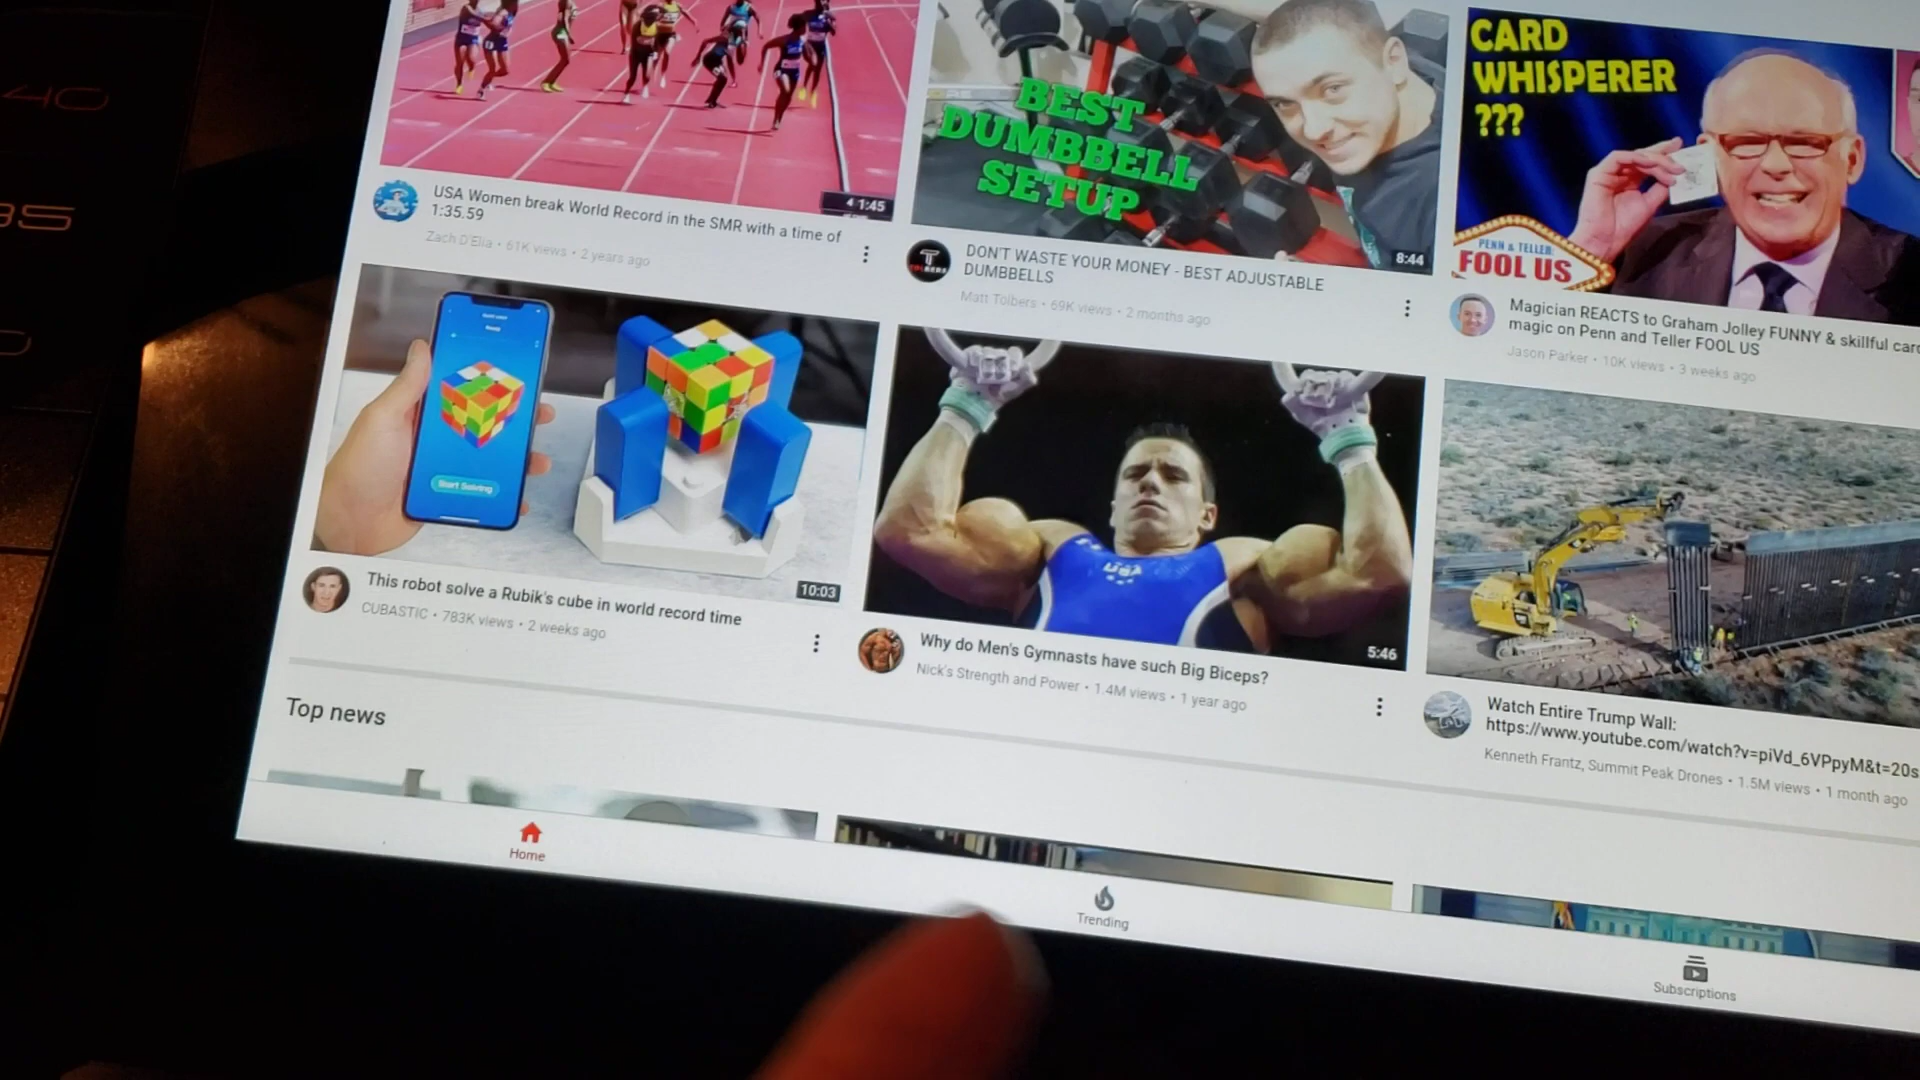 40
35
CARD
WHISPERER
???
BEST
DUMBBELL
SETUP
PENN & TELLER
FOOL US
1:45
8:44
USA Women break World Record in the SMR with a time of
1:35.59
Zach D'Elia • 61K views • 2 years ago
DON'T WASTE YOUR MONEY - BEST ADJUSTABLE
DUMBBELLS
Matt Tolbers • 69K views • 2 months ago
Magician REACTS to Graham Jolley FUNNY & skillful card
magic on Penn and Teller FOOL US
Jason Parker • 10K views • 3 weeks ago
Start Solving
USA
10:03
5:46
This robot solve a Rubik's cube in world record time
CUBASTIC • 783K views • 2 weeks ago
Why do Men's Gymnasts have such Big Biceps?
Nick's Strength and Power • 1.4M views • 1 year ago
Watch Entire Trump Wall:
https://www.youtube.com/watch?v=piVd_6VPpyM&t=20s
Kenneth Frantz, Summit Peak Drones • 1.5M views • 1 month ago
Top news
Home
Trending
Subscriptions